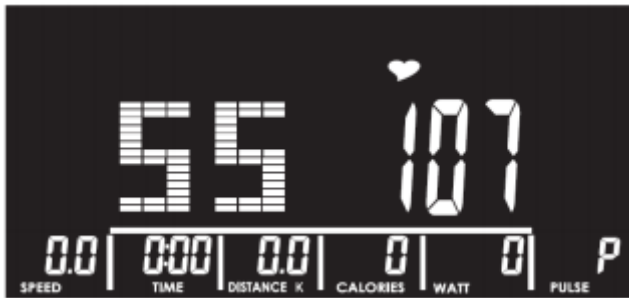 55 107
0.0 0:00 0.0 0 0 P
SPEED TIME DISTANCE K CALORIES WATT PULSE